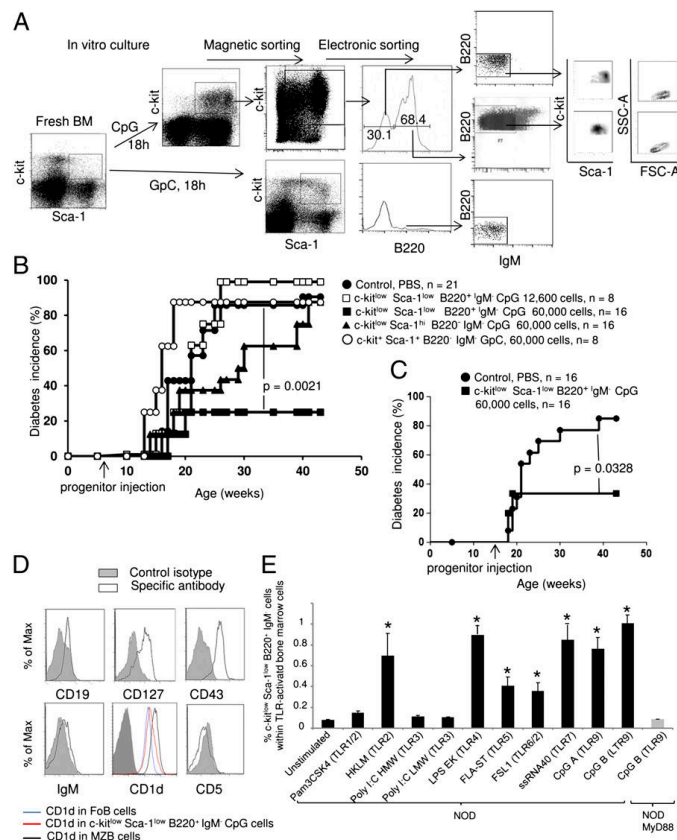 A
In vitro culture
Magnetic sorting
Electronic sorting
Fresh BM
CpG
18h
GpC, 18h
c-kit
Sca-1
c-kit
c-kit
c-kit
Sca-1
30.1
68.4
B220
B220
B220
B220
IgM
c-kit
Sca-1
SSC-A
FSC-A
B
Diabetes incidence (%)
100
80
60
40
20
0
0 10 20 30 40 50
Age (weeks)
progenitor injection
p = 0.0021
Control, PBS, n = 21
c-kitlow Sca-1low B220+ IgM- CpG 12,600 cells, n = 8
c-kitlow Sca-1low B220+ IgM- CpG 60,000 cells, n= 16
c-kitlow Sca-1hi B220- IgM- CpG 60,000 cells, n = 16
c-kit+ Sca-1+ B220- IgM- GpC, 60,000 cells, n= 8
C
Control, PBS, n = 16
c-kitlow Sca-1low B220+ IgM- CpG
60,000 cells, n= 16
Diabetes incidence (%)
100
80
60
40
20
0
0 10 20 30 40 50
p = 0.0328
progenitor injection
Age (weeks)
D
Control isotype
Specific antibody
% of Max
CD19
CD127
CD43
% of Max
IgM
CD1d
CD5
CD1d in FoB cells
CD1d in c-kitlow Sca-1low B220+ IgM- CpG cells
CD1d in MZB cells
E
% c-kitlow Sca-1low B220+ IgM- cells
within TLR-activatd bone marrow cells
1
0.8
0.6
0.4
0.2
0
* * * * * * *
Unstimulated
Pam3CSK4 (TLR1/2)
HKLM (TLR2)
Poly I:C HMW (TLR3)
Poly I:C LMW (TLR3)
LPS EK (TLR4)
FLA-ST (TLR5)
FSL1 (TLR6/2)
ssRNA40 (TLR7)
CpG A (TLR9)
CpG B (LTR9)
CpG B (TLR9)
NOD
NOD
MyD88